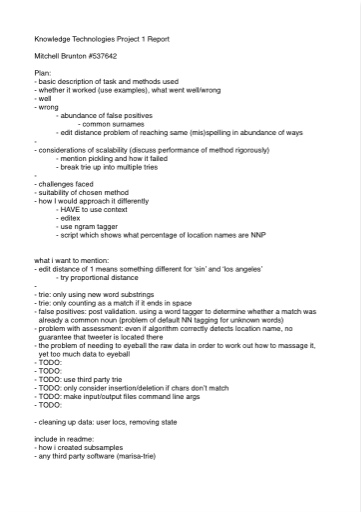 Knowledge Technologies Project 1 Report
Mitchell Brunton #537642
Plan:
- basic description of task and methods used
- whether it worked (use examples), what went well/wrong
- well
- wrong
- abundance of false positives
- common surnames
- edit distance problem of reaching same (mis)spelling in abundance of ways
-
- considerations of scalability (discuss performance of method rigorously)
- mention pickling and how it failed
- break trie up into multiple tries
-
- challenges faced
- suitability of chosen method
- how I would approach it differently
- HAVE to use context
- editex
- use ngram tagger
- script which shows what percentage of location names are NNP
what i want to mention:
- edit distance of 1 means something different for 'sin' and 'los angeles'
- try proportional distance
-
- trie: only using new word substrings
- trie: only counting as a match if it ends in space
- false positives: post validation. using a word tagger to determine whether a match was
already a common noun (problem of default NN tagging for unknown words)
- problem with assessment: even if algorithm correctly detects location name, no
guarantee that tweeter is located there
- the problem of needing to eyeball the raw data in order to work out how to massage it,
yet too much data to eyeball
- TODO:
- TODO:
- TODO: use third party trie
- TODO: only consider insertion/deletion if chars don't match
- TODO: make input/output files command line args
- TODO:
- cleaning up data: user locs, removing state
include in readme:
- how i created subsamples
- any third party software (marisa-trie)